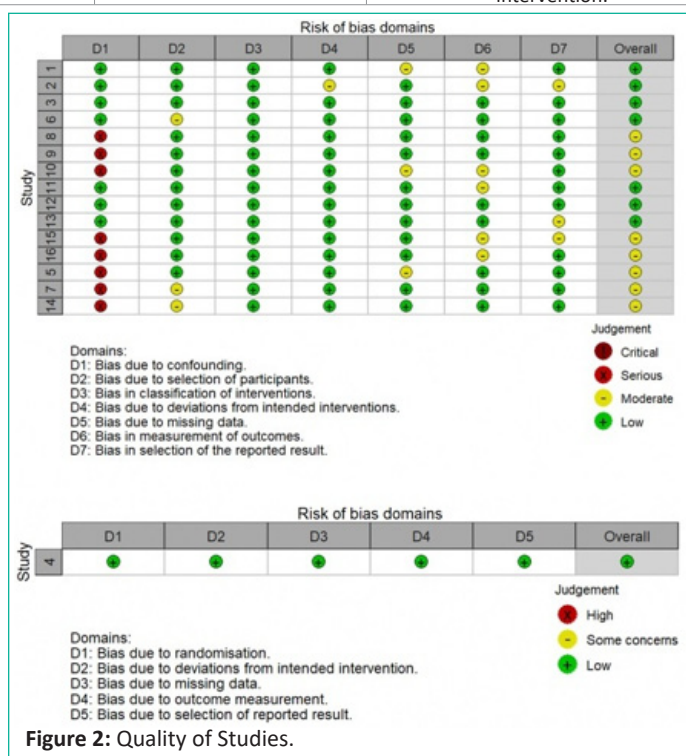 intervention.
Risk of bias domains
D1 D2 D3 D4 D5 D6 D7 Overall
Study
1 + + + + - - + +
2 + + + - + - - +
3 + + + + + + + +
6 + - + + + + + +
8 X + + + + + + -
9 X + + + + + + -
10 X + + + - - + -
11 + + + + + - + +
12 + + + + + + + +
13 + + + + + + - +
15 X + + + + - - -
16 X + + + + - + -
5 X + + + - + + -
7 X - + + + + + -
14 X - + + + + + -
Judgement
X Critical
X Serious
- Moderate
+ Low
Domains:
D1: Bias due to confounding.
D2: Bias due to selection of participants.
D3: Bias in classification of interventions.
D4: Bias due to deviations from intended interventions.
D5: Bias due to missing data.
D6: Bias in measurement of outcomes.
D7: Bias in selection of the reported result.
Risk of bias domains
D1 D2 D3 D4 D5 Overall
Study
4 + + + + + +
Judgement
X High
- Some concerns
+ Low
Domains:
D1: Bias due to randomisation.
D2: Bias due to deviations from intended intervention.
D3: Bias due to missing data.
D4: Bias due to outcome measurement.
D5: Bias due to selection of reported result.
Figure 2: Quality of Studies.